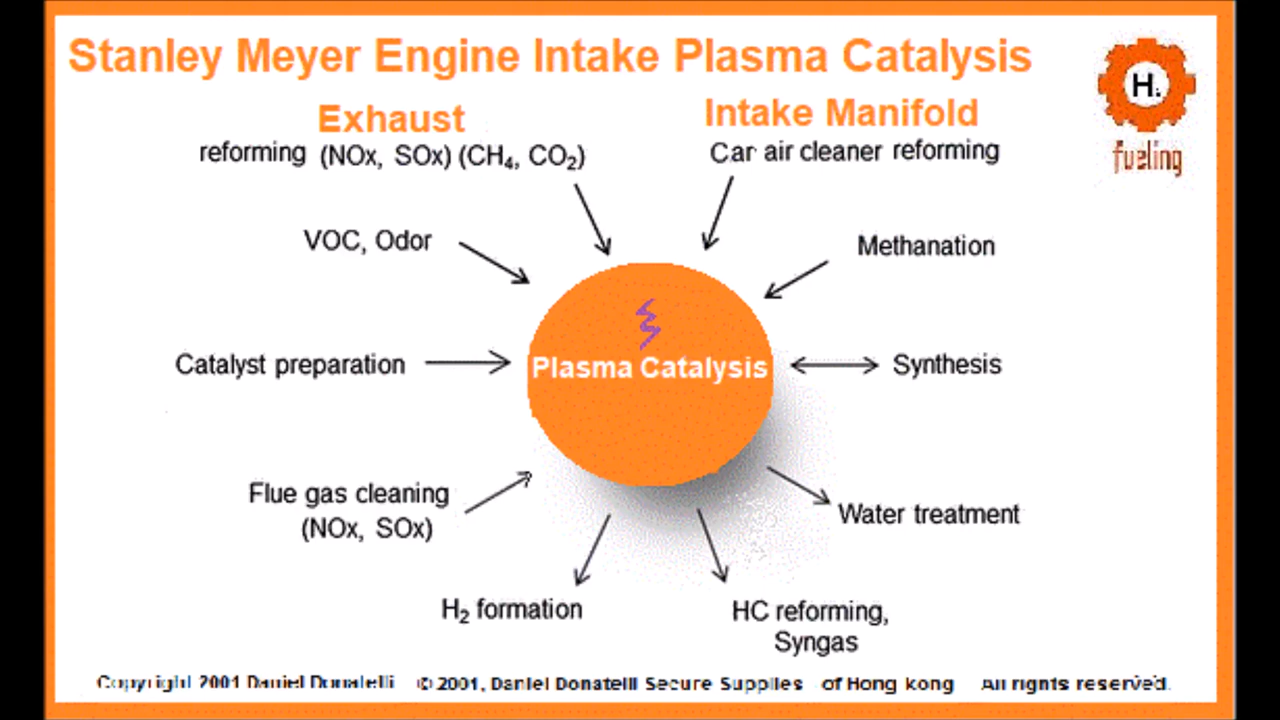 Stanley Meyer Engine Intake Plasma Catalysis
H.
fueling
Exhaust
Intake Manifold
reforming (NOx, SOx) (CH₄, CO₂)
Car air cleaner reforming
VOC, Odor
Methanation
Catalyst preparation
Plasma Catalysis
Synthesis
Flue gas cleaning
(NOx, SOx)
Water treatment
H₂ formation
HC reforming,
Syngas
Copyright 2001 Daniel Donatelli © 2001, Daniel Donatelli Secure Supplies of Hong kong All rights reserved.